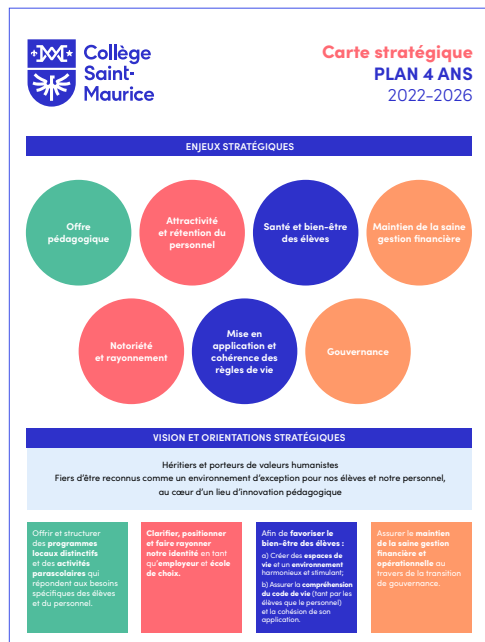 Collège
Saint-
Maurice
Carte stratégique
PLAN 4 ANS
2022-2026
ENJEUX STRATÉGIQUES
Offre
pédagogique
Attractivité
et rétention du
personnel
Santé et bien-être
des élèves
Maintien de la saine
gestion financière
Notoriété
et rayonnement
Mise en
application et
cohérence des
règles de vie
Gouvernance
VISION ET ORIENTATIONS STRATÉGIQUES
Héritiers et porteurs de valeurs humanistes
Fiers d'être reconnus comme un environnement d'exception pour nos élèves et notre personnel,
au cœur d'un lieu d'innovation pédagogique
Offrir et structurer
des programmes
locaux distinctifs
et des activités
parascolaires qui
répondent aux besoins
spécifiques des élèves
et du personnel.
Clarifier, positionner
et faire rayonner
notre identité en tant
qu'employeur et école
de choix.
Afin de favoriser le
bien-être des élèves :
a) Créer des espaces de
vie et un environnement
harmonieux et stimulant;
b) Assurer la compréhension
du code de vie (tant par les
élèves que le personnel)
et la cohésion de son
application.
Assurer le maintien
de la saine gestion
financière et
opérationnelle au
travers de la transition
de gouvernance.